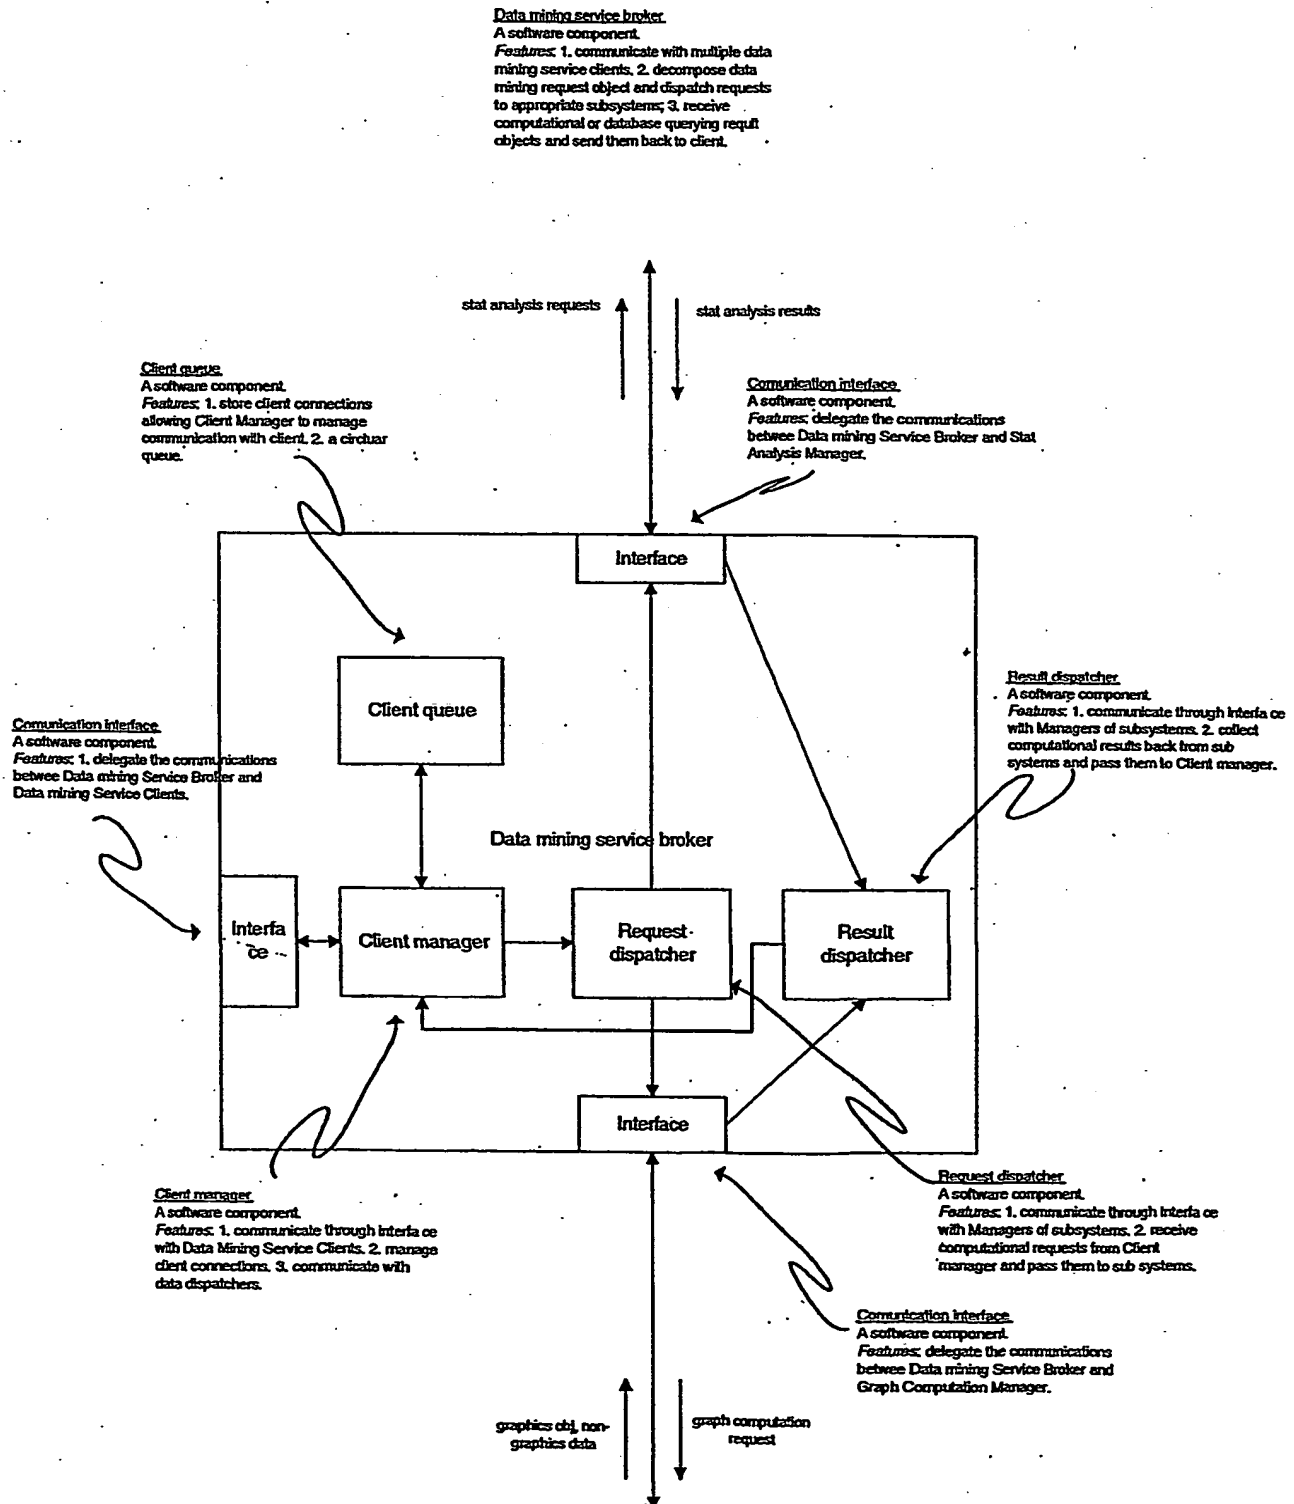 Data mining service broker
A software component.
Features: 1. communicate with multiple data
mining service clients. 2. decompose data
mining request object and dispatch requests
to appropriate subsystems; 3. receive
computational or database querying reqult
objects and send them back to client.
stat analysis requests
stat analysis results
Client queue
A software component.
Features: 1. store client connections
allowing Client Manager to manage
communication with client. 2. a circluar
queue.
Comunication interface
A software component.
Features: delegate the communications
betwee Data mining Service Broker and Stat
Analysis Manager.
Interface
Client queue
Result dispatcher
A software component.
Features: 1. communicate through Interfa ce
with Managers of subsystems. 2. collect
computational results back from sub
systems and pass them to Client manager.
Comunication interface
A software component.
Features: 1. delegate the communications
betwee Data mining Service Broker and
Data mining Service Clients.
Data mining service broker
Interfa
ce
Client manager
Request
dispatcher
Result
dispatcher
Interface
Client manager
A software component.
Features: 1. communicate through Interfa ce
with Data Mining Service Clients. 2. manage
client connections. 3. communicate with
data dispatchers.
Request dispatcher
A software component.
Features: 1. communicate through Interfa ce
with Managers of subsystems. 2. receive
computational requests from Client
manager and pass them to sub systems.
Comunication interface
A software component.
Features: delegate the communications
betwee Data mining Service Broker and
Graph Computation Manager.
graphics obj, non-
graphics data
graph computation
request